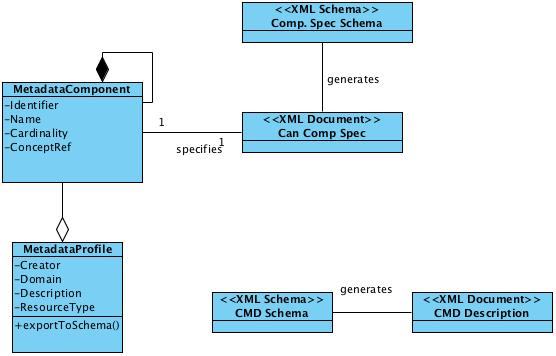 <<XML Schema>>
Comp. Spec Schema
generates
MetadataComponent
-Identifier
-Name
-Cardinality
-ConceptRef
1
specifies
1
<<XML Document>>
Can Comp Spec
MetadataProfile
-Creator
-Domain
-Description
-ResourceType
+exportToSchema()
<<XML Schema>>
CMD Schema
generates
<<XML Document>>
CMD Description